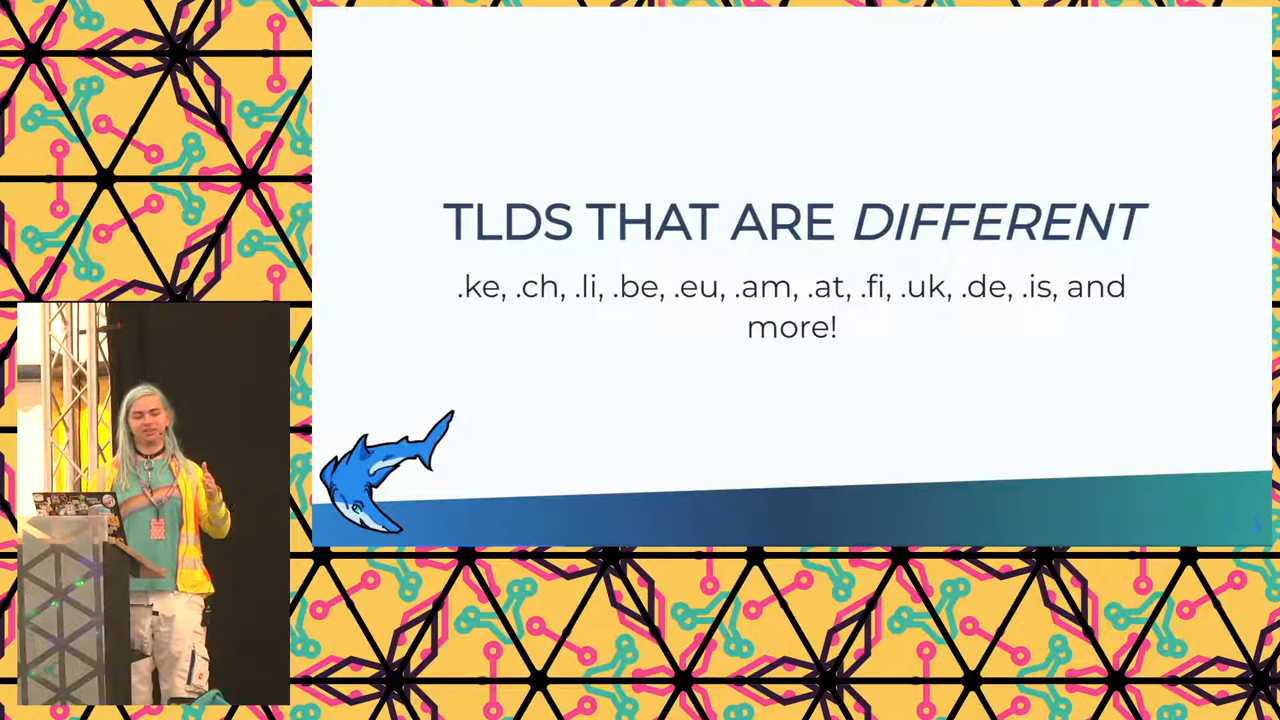 TLDS THAT ARE DIFFERENT
.ke, .ch, .li, .be, .eu, .am, .at, .fi, .uk, .de, .is, and
more!